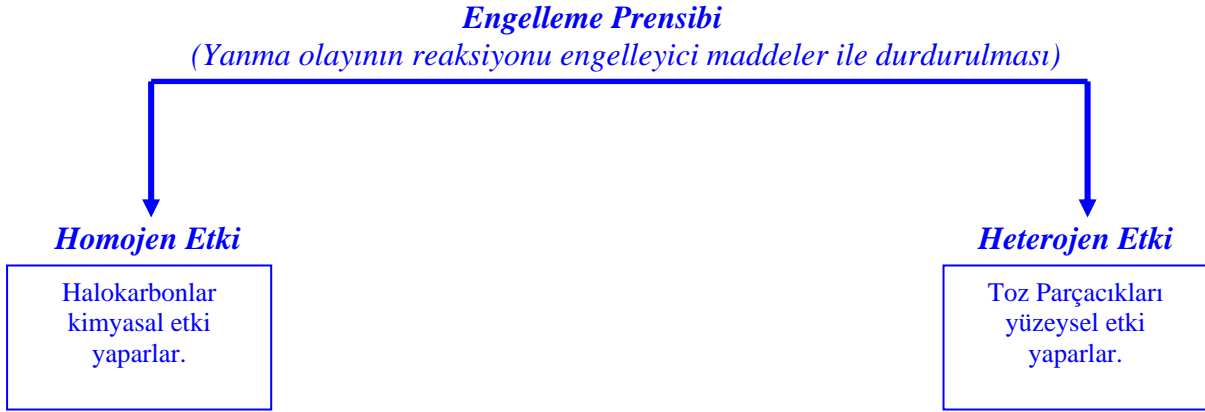 Engelleme Prensibi
(Yanma olayının reaksiyonu engelleyici maddeler ile durdurulması)
Homojen Etki
Halokarbonlar
kimyasal etki
yaparlar.
Heterojen Etki
Toz Parçacıkları
yüzeysel etki
yaparlar.